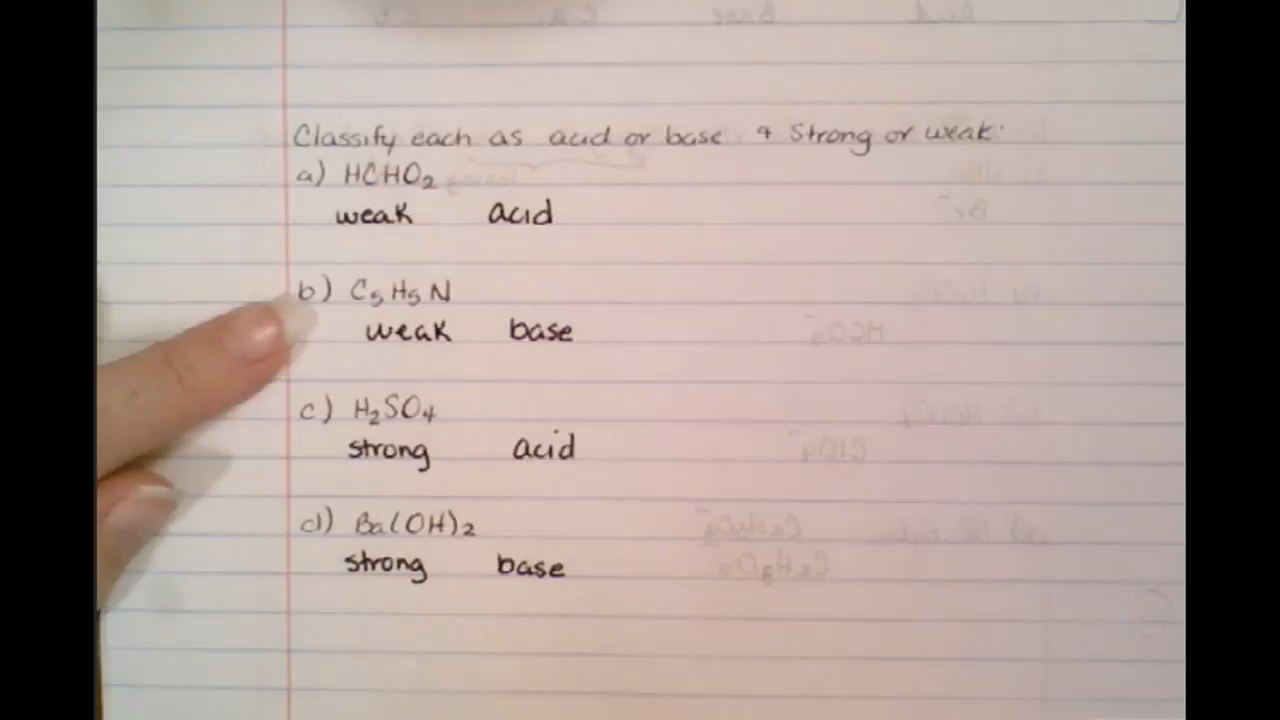 Classify each as acid or base & Strong or weak:
a) HCHO₂
weak acid
b) C₅H₅N
weak base
c) H₂SO₄
strong acid
d) Ba(OH)₂
strong base